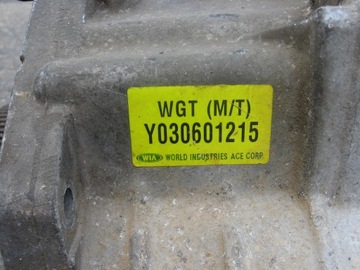 WGT (M/T)
Y030601215
WIA WORLD INDUSTRIES ACE CORP.